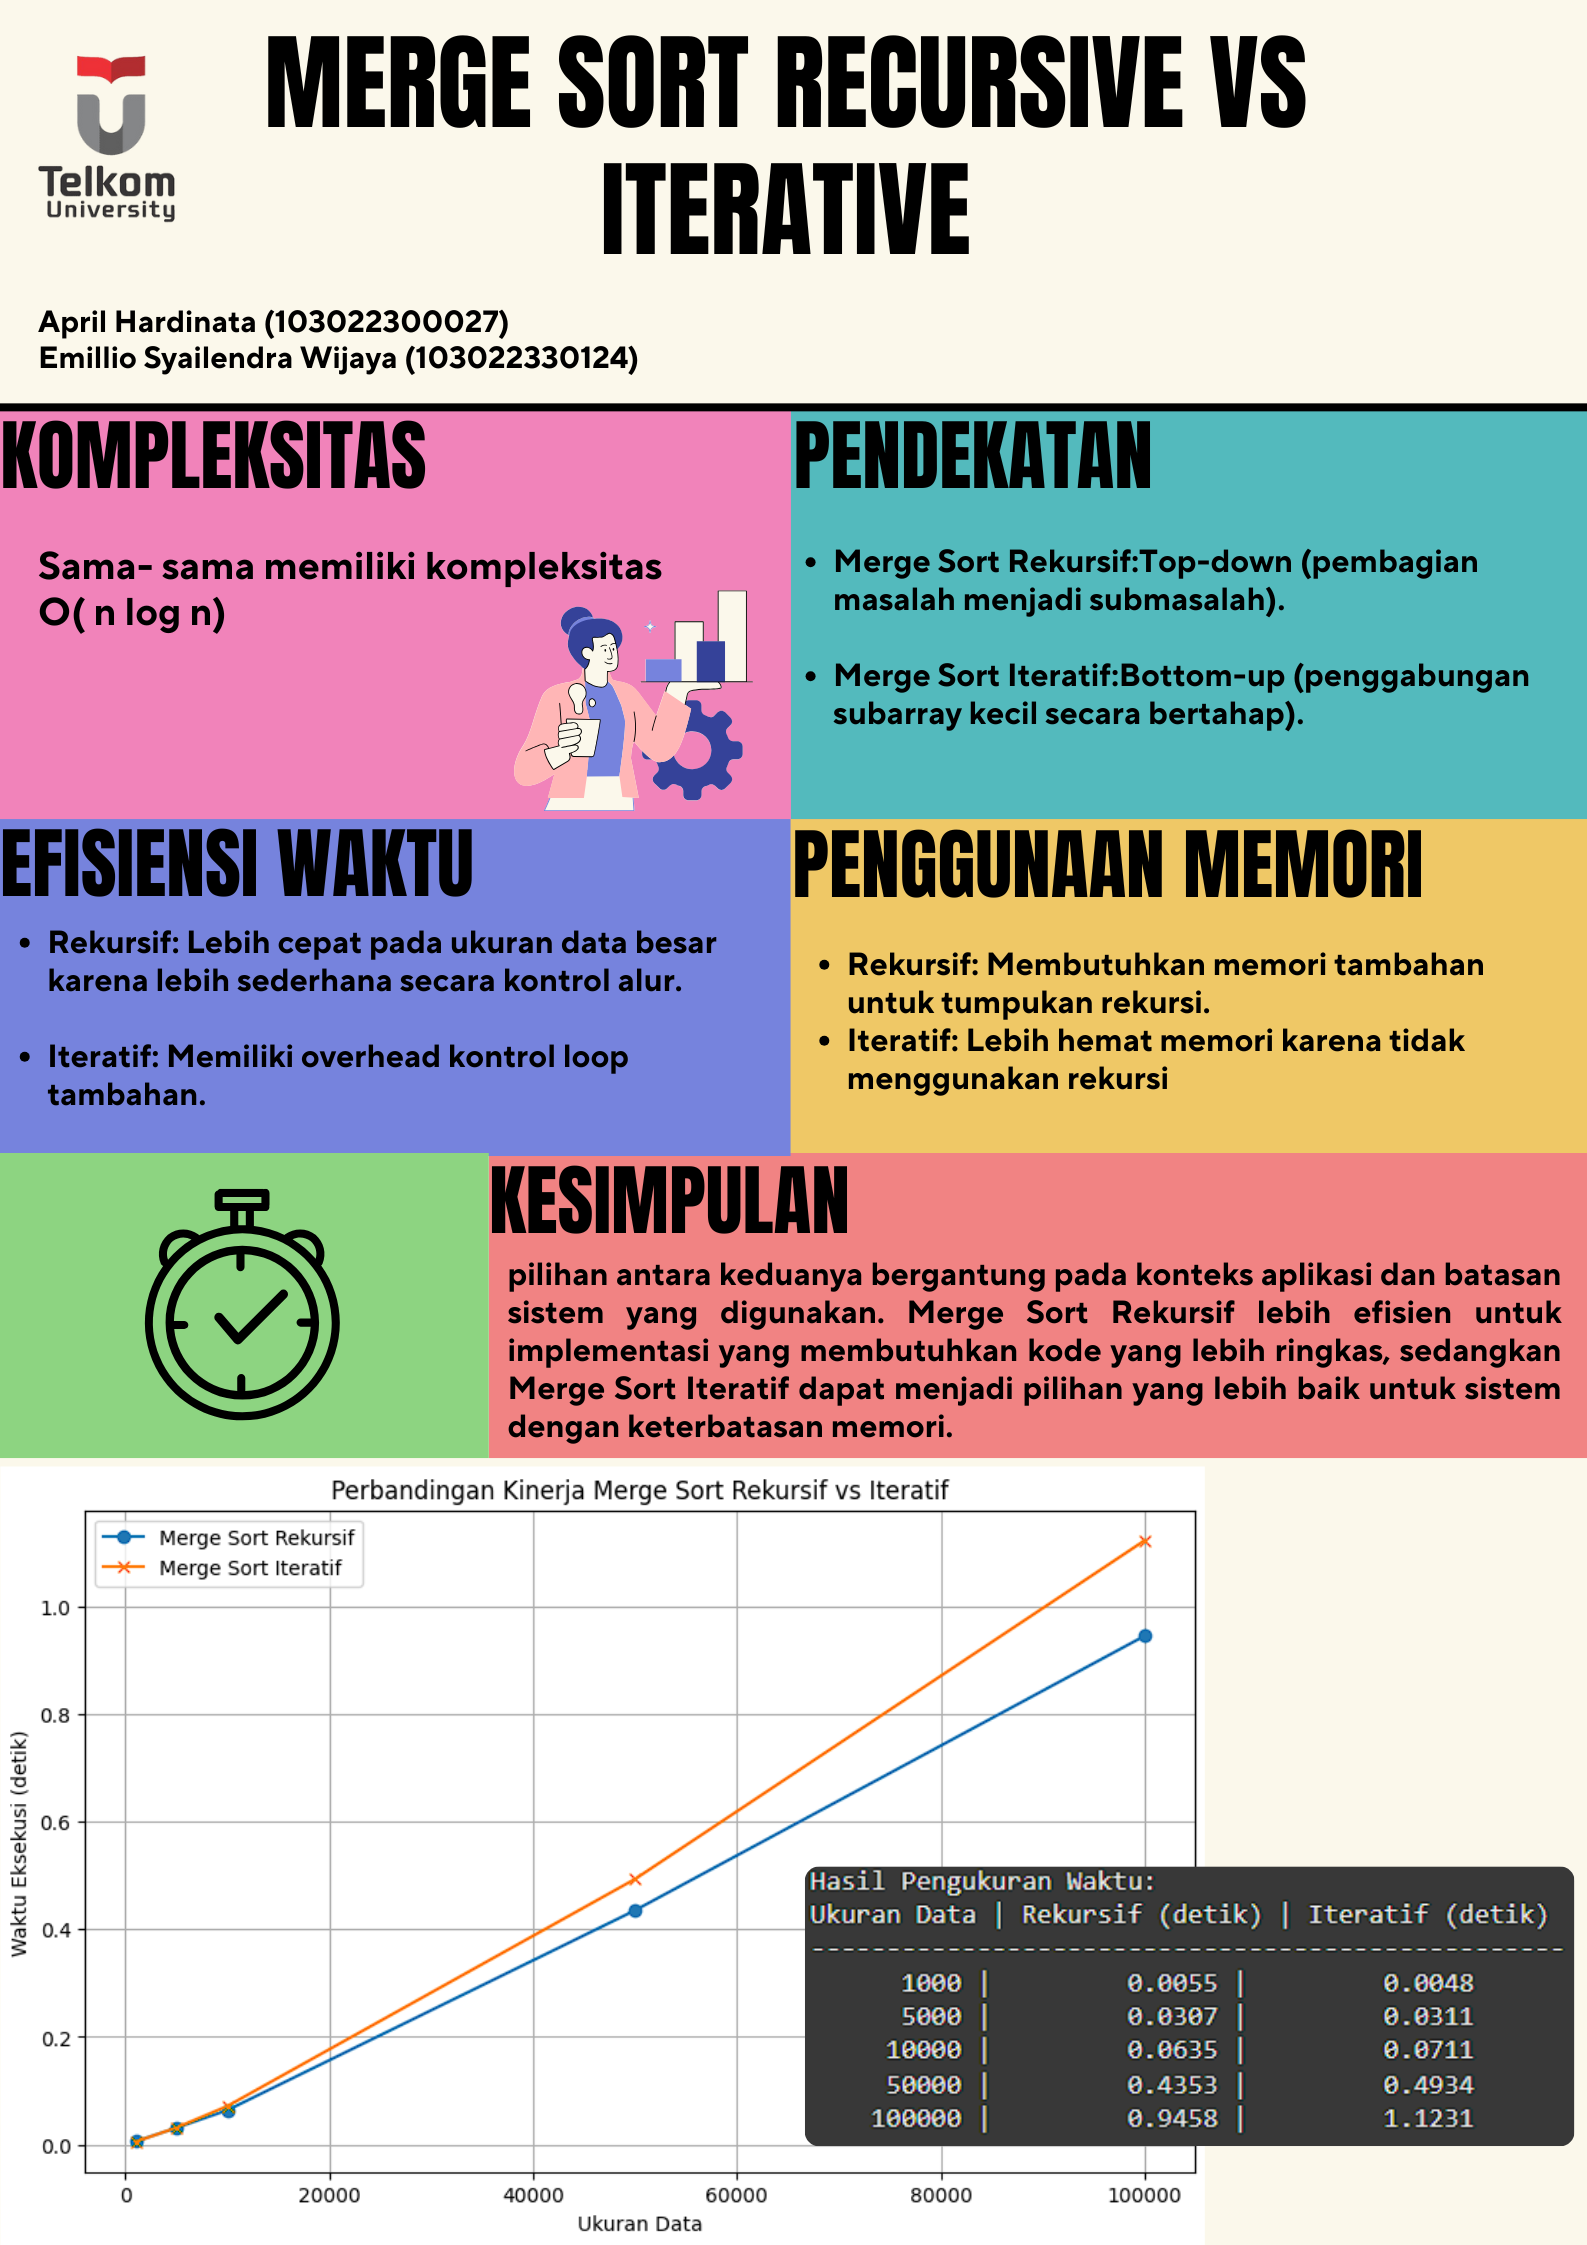 MERGE SORT RECURSIVE VS
ITERATIVE
Telkom
University
April Hardinata (103022300027)
Emillio Syailendra Wijaya (103022330124)
KOMPLEKSITAS
Sama- sama memiliki kompleksitas
O( n log n)
PENDEKATAN
• Merge Sort Rekursif:Top-down (pembagian
masalah menjadi submasalah).
• Merge Sort Iteratif:Bottom-up (penggabungan
subarray kecil secara bertahap).
EFISIENSI WAKTU
• Rekursif: Lebih cepat pada ukuran data besar
karena lebih sederhana secara kontrol alur.
• Iteratif: Memiliki overhead kontrol loop
tambahan.
PENGGUNAAN MEMORI
• Rekursif: Membutuhkan memori tambahan
untuk tumpukan rekursi.
• Iteratif: Lebih hemat memori karena tidak
menggunakan rekursi
KESIMPULAN
pilihan antara keduanya bergantung pada konteks aplikasi dan batasan
sistem yang digunakan. Merge Sort Rekursif lebih efisien untuk
implementasi yang membutuhkan kode yang lebih ringkas, sedangkan
Merge Sort Iteratif dapat menjadi pilihan yang lebih baik untuk sistem
dengan keterbatasan memori.
Perbandingan Kinerja Merge Sort Rekursif vs Iteratif
Merge Sort Rekursif
Merge Sort Iteratif
1.0
0.8
0.6
0.4
0.2
0.0
Waktu Eksekusi (detik)
0 20000 40000 60000 80000 100000
Ukuran Data
Hasil Pengukuran Waktu:
Ukuran Data | Rekursif (detik) | Iteratif (detik)
--------------------------------------------------
1000 | 0.0055 | 0.0048
5000 | 0.0307 | 0.0311
10000 | 0.0635 | 0.0711
50000 | 0.4353 | 0.4934
100000 | 0.9458 | 1.1231